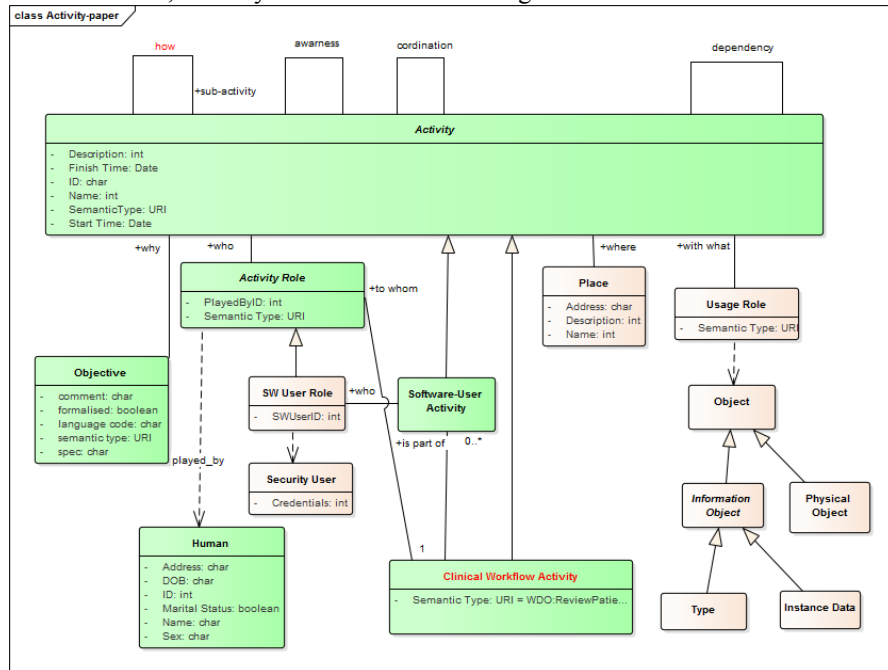 class Activity-paper
how
awarness
cordination
dependency
+sub-activity
Activity
- Description: int
- Finish Time: Date
- ID: char
- Name: int
- SemanticType: URI
- Start Time: Date
+why
+who
+where
+with what
Activity Role
- PlayedByID: int
- Semantic Type: URI
+to whom
Place
- Address: char
- Description: int
- Name: int
Usage Role
- Semantic Type: URI
Objective
- comment: char
- formalised: boolean
- language code: char
- semantic type: URI
- spec: char
SW User Role
- SWUserID: int
+who
Software-User
Activity
Object
+is part of
0..*
played_by
Security User
- Credentials: int
Information
Object
Physical
Object
Human
- Address: char
- DOB: char
- ID: int
- Marital Status: boolean
- Name: char
- Sex: char
1
Clinical Workflow Activity
- Semantic Type: URI = WDO:ReviewPatie...
Type
Instance Data